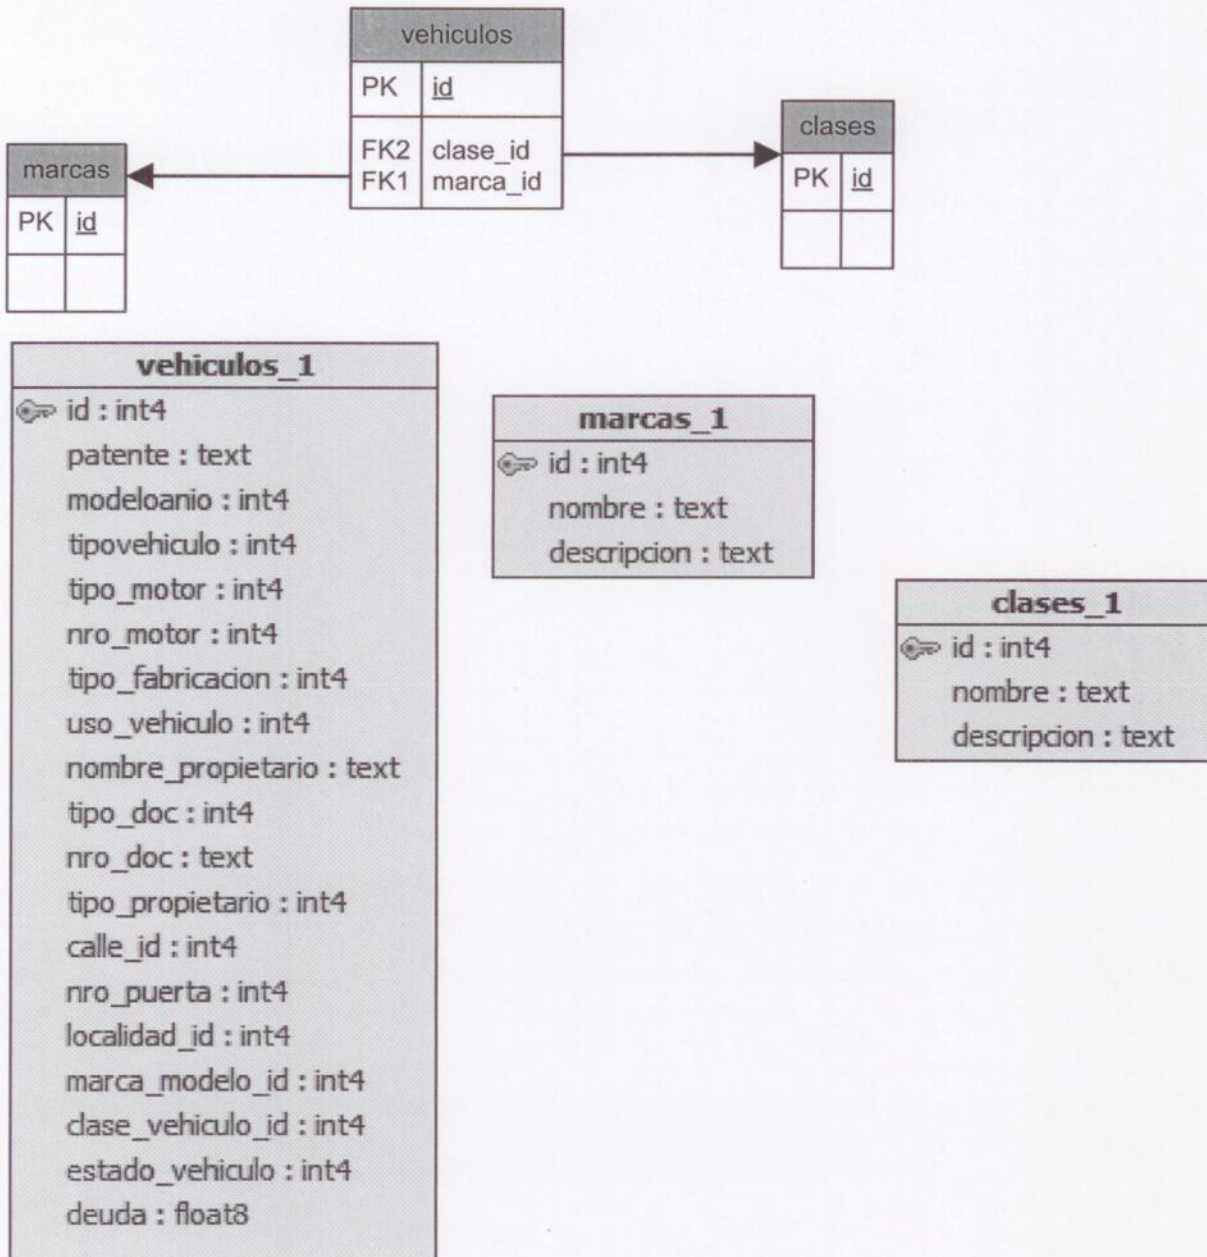 vehiculos
PK id
FK2 clase_id
FK1 marca_id
marcas
PK id
clases
PK id
vehiculos_1
id : int4
patente : text
modeloanio : int4
tipovehiculo : int4
tipo_motor : int4
nro_motor : int4
tipo_fabricacion : int4
uso_vehiculo : int4
nombre_propietario : text
tipo_doc : int4
nro_doc : text
tipo_propietario : int4
calle_id : int4
nro_puerta : int4
localidad_id : int4
marca_modelo_id : int4
clase_vehiculo_id : int4
estado_vehiculo : int4
deuda : float8
marcas_1
id : int4
nombre : text
descripcion : text
clases_1
id : int4
nombre : text
descripcion : text